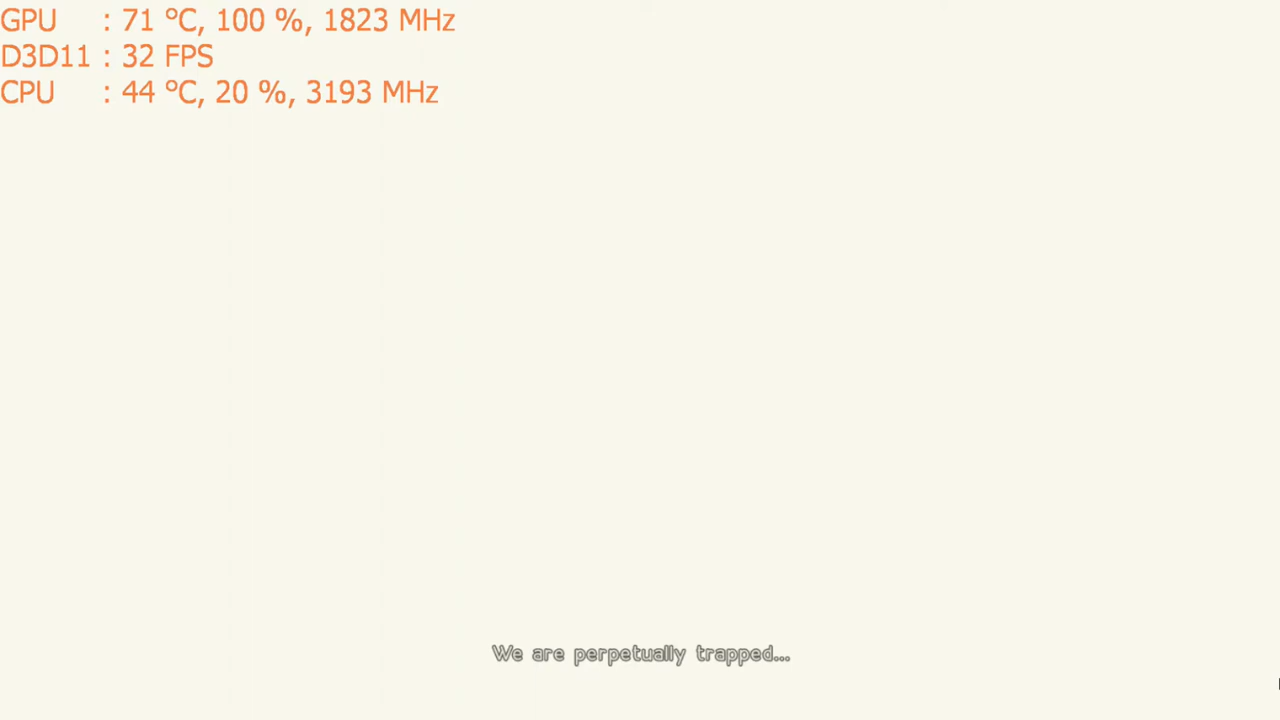 GPU : 71 °C, 100 %, 1823 MHz
D3D11 : 32 FPS
CPU : 44 °C, 20 %, 3193 MHz
We are perpetually trapped...